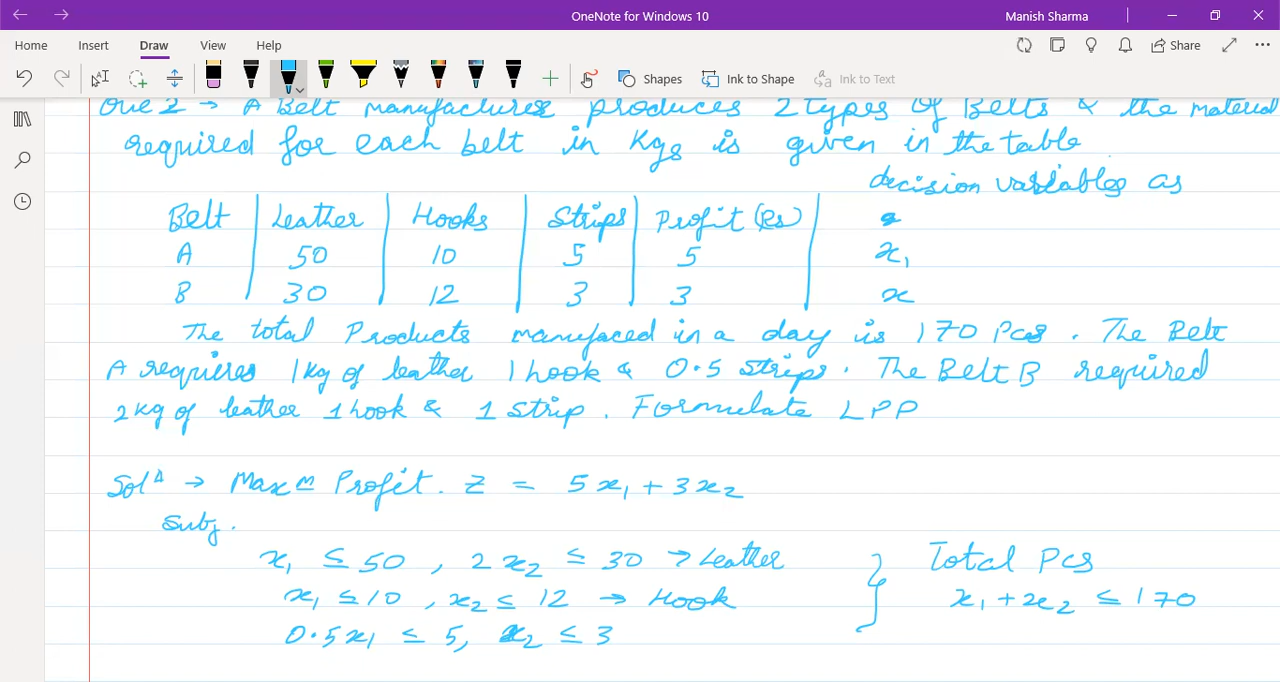 OneNote for Windows 10
Manish Sharma
Home Insert Draw View Help
Share
Shapes Ink to Shape Ink to Text
Que 2 → A Belt manufactures produces 2 types of Belts & the material
required for each belt in Kgs is given in the table
decision variables as
Belt Leather Hooks Strips Profit (Rs)
A 50 10 5 5 x₁
B 30 12 3 3 x
The total Products manufaced in a day is 170 Pcs . The Belt
A requires 1 kg of leather 1 hook & 0.5 strips. The Belt B required
2 kg of leather 1 hook & 1 Strip. Formulate LPP
Solⁿ → Maxm Profit. Z = 5x₁ + 3x₂
Subj.
x₁ ≤ 50 , 2x₂ ≤ 30 → Leather
x₁ ≤ 10 , x₂ ≤ 12 → Hook
0.5x₁ ≤ 5, x₂ ≤ 3
} Total Pcs
x₁ + x₂ ≤ 170